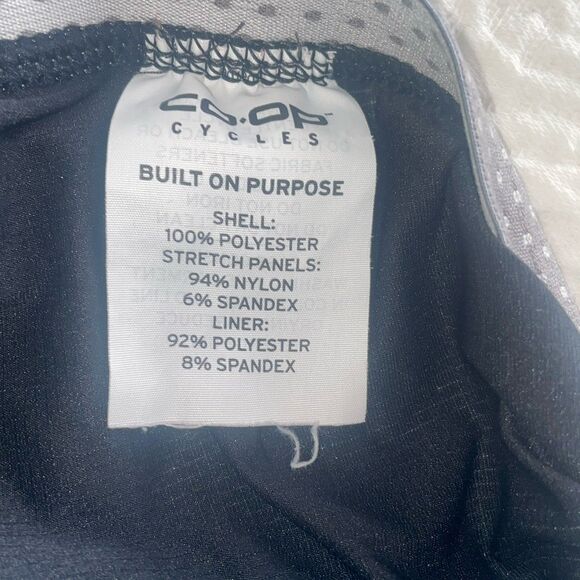 CO·OP™
CYCLES
BUILT ON PURPOSE
SHELL:
100% POLYESTER
STRETCH PANELS:
94% NYLON
6% SPANDEX
LINER:
92% POLYESTER
8% SPANDEX